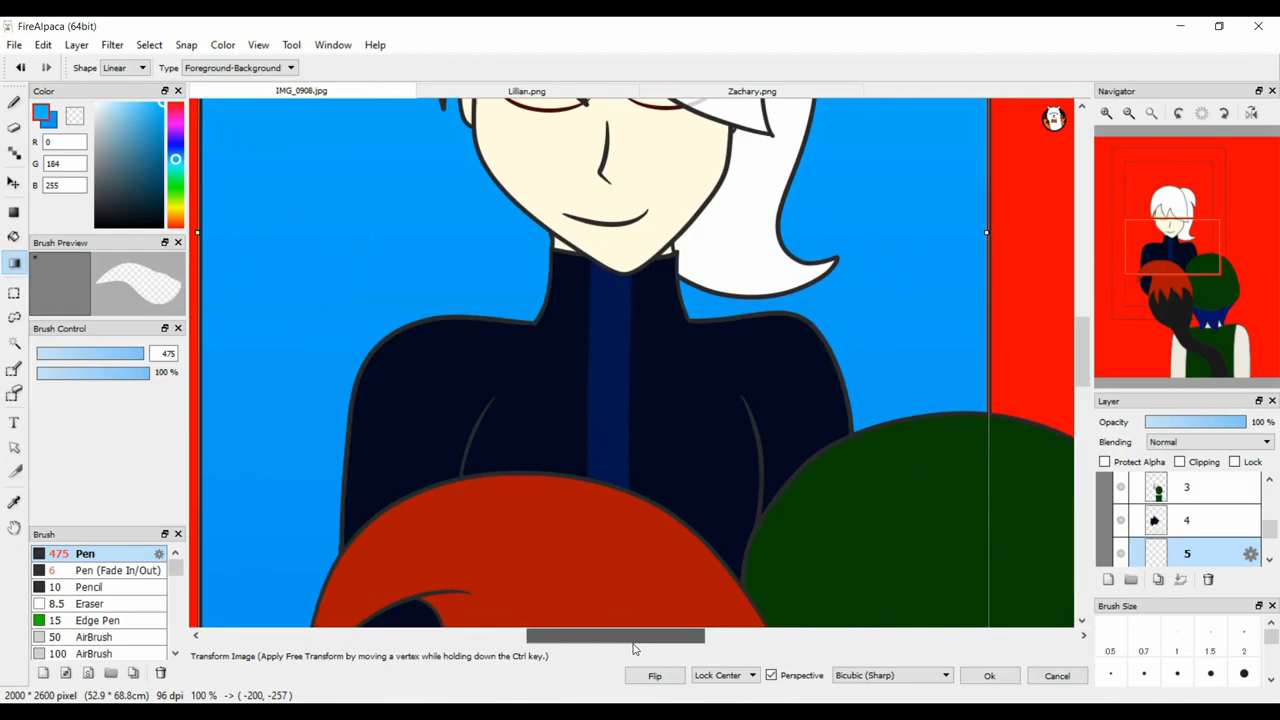 FireAlpaca (64bit)
File Edit Layer Filter Select Snap Color View Tool Window Help
Shape Linear Type Foreground-Background
Color
IMG_0908.jpg Lillian.png Zachary.png
Navigator
R 0
G 184
B 255
Brush Preview
Brush Control
475
100 %
Layer
Opacity 100 %
Blending Normal
Protect Alpha Clipping Lock
3
4
5
Brush
475 Pen
6 Pen (Fade In/Out)
10 Pencil
8.5 Eraser
15 Edge Pen
50 AirBrush
100 AirBrush
Brush Size
0.5 0.7 1 1.5 2
Transform Image (Apply Free Transform by moving a vertex while holding down the Ctrl key.)
Flip Lock Center Perspective Bicubic (Sharp) Ok Cancel
2000 * 2600 pixel (52.9 * 68.8cm) 96 dpi 100 % -> (-200, -257)